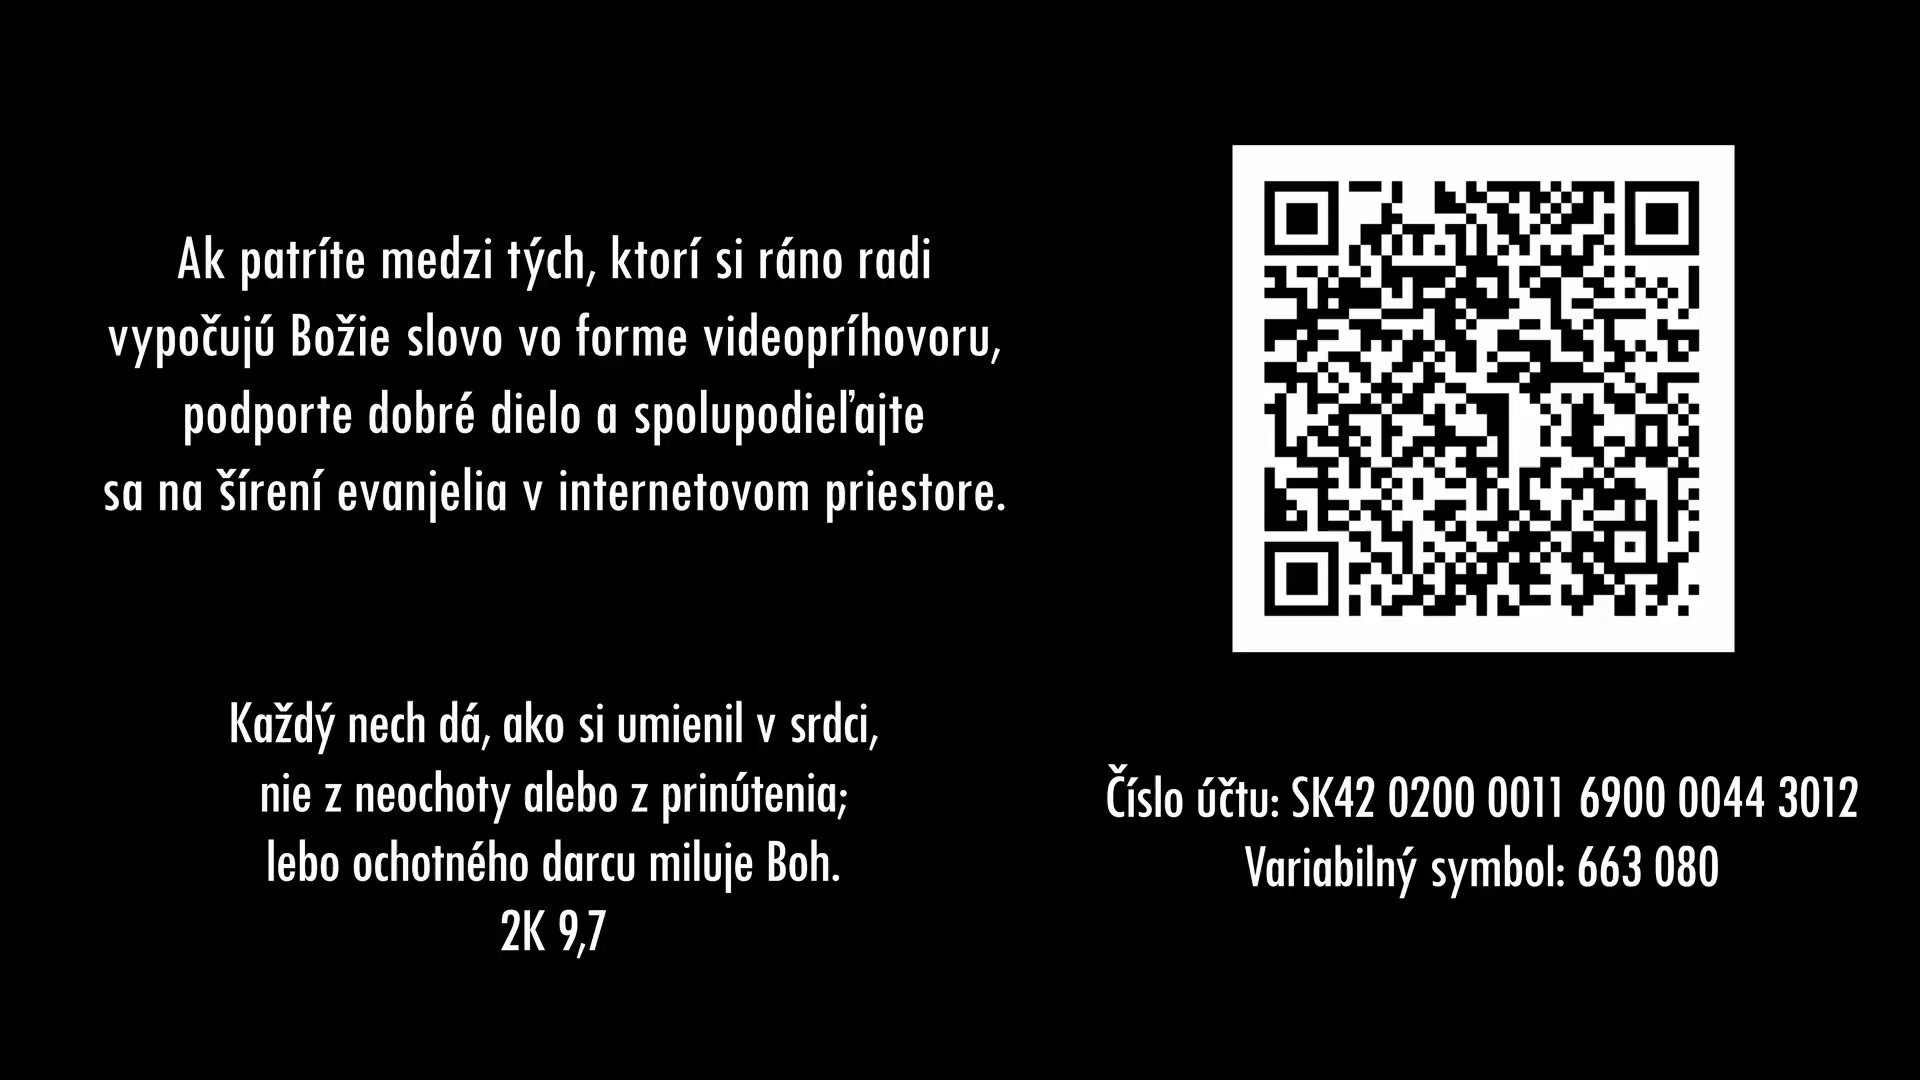 Ak patríte medzi tých, ktorí si ráno radi
vypočujú Božie slovo vo forme videopríhovoru,
podporte dobré dielo a spolupodieľajte
sa na šírení evanjelia v internetovom priestore.
Každý nech dá, ako si umienil v srdci,
nie z neochoty alebo z prinútenia;
lebo ochotného darcu miluje Boh.
2K 9,7
Číslo účtu: SK42 0200 0011 6900 0044 3012
Variabilný symbol: 663 080